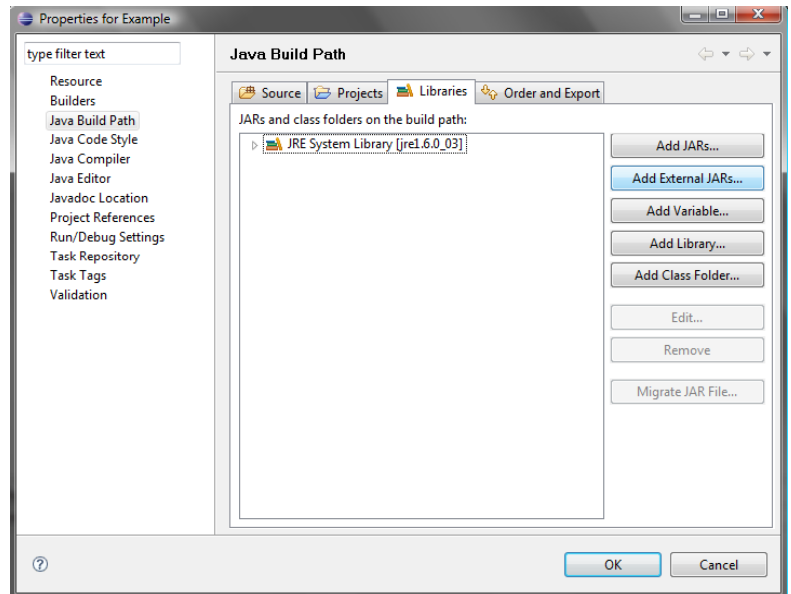 Properties for Example
type filter text
Resource
Builders
Java Build Path
Java Code Style
Java Compiler
Java Editor
Javadoc Location
Project References
Run/Debug Settings
Task Repository
Task Tags
Validation
Java Build Path
Source Projects Libraries Order and Export
JARs and class folders on the build path:
JRE System Library [jre1.6.0_03]
Add JARs...
Add External JARs...
Add Variable...
Add Library...
Add Class Folder...
Edit...
Remove
Migrate JAR File...
?
OK Cancel